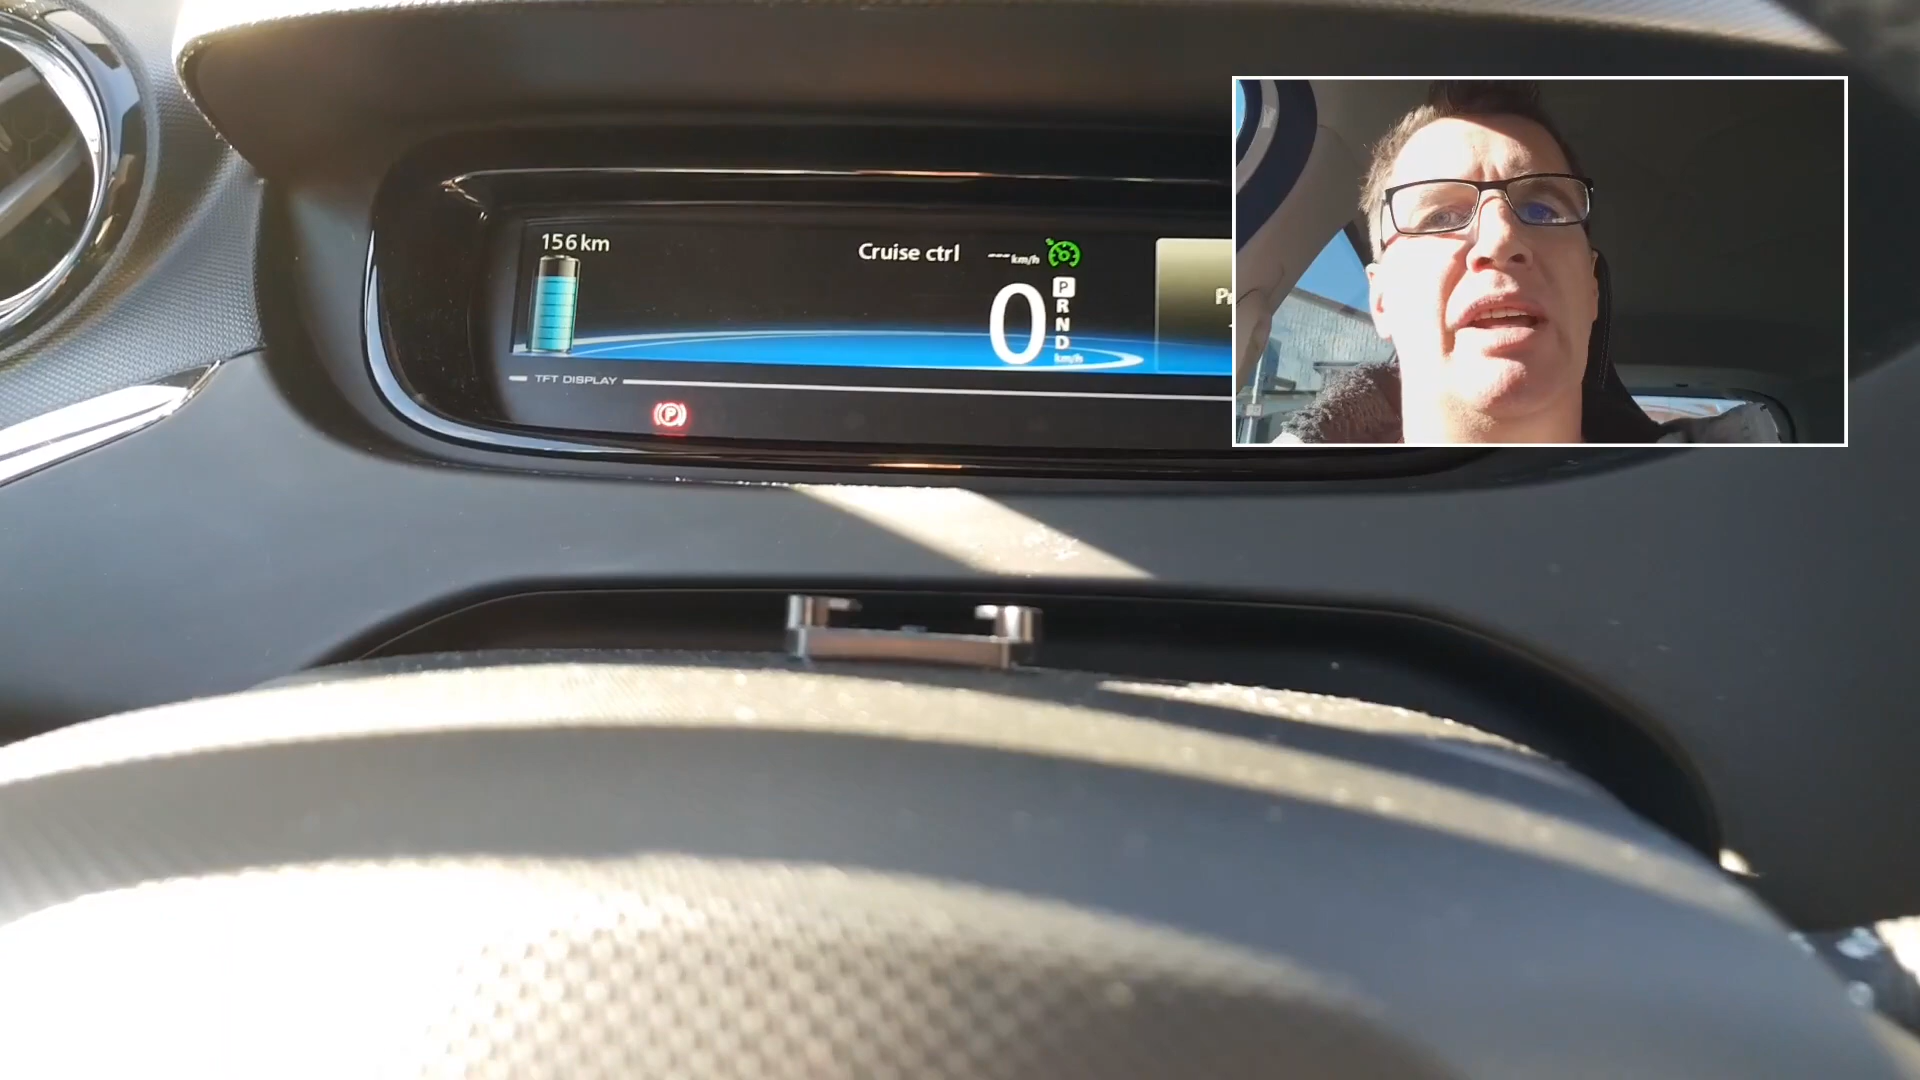 156km
Cruise ctrl ---km/h
0
P
R
N
D
km/h
TFT DISPLAY
(P)